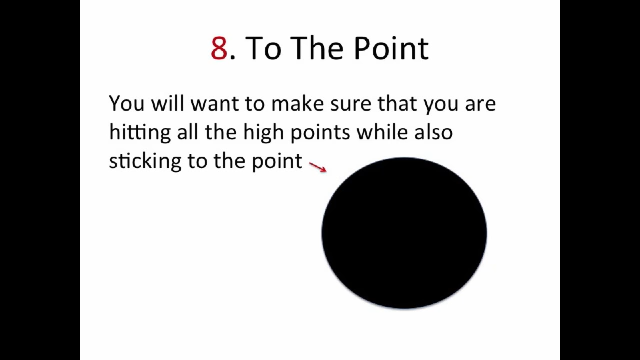 8. To The Point
You will want to make sure that you are
hitting all the high points while also
sticking to the point